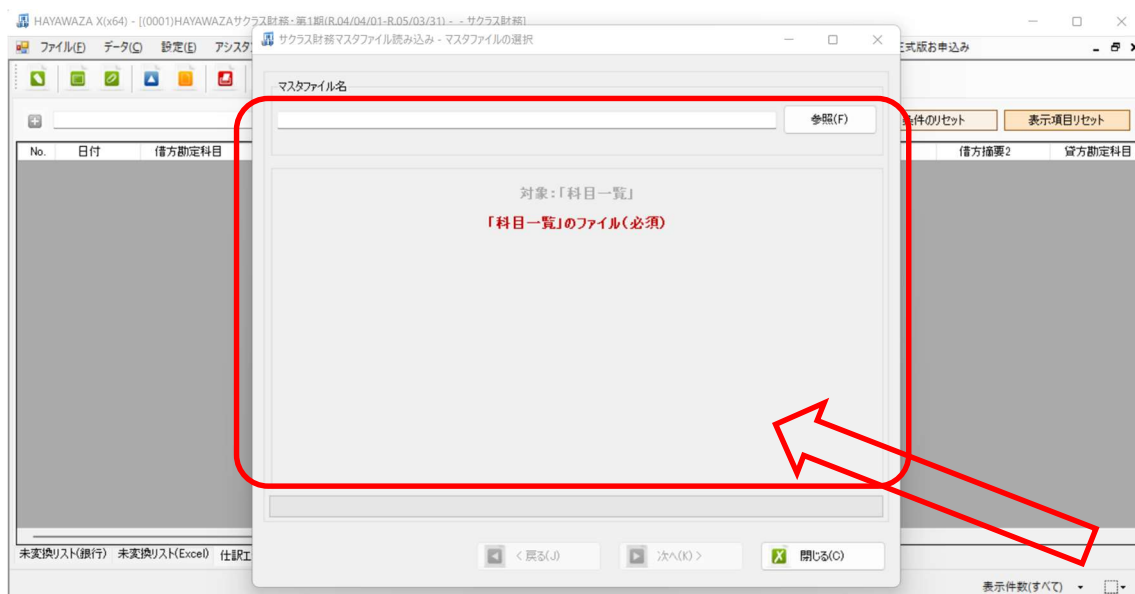 HAYAWAZA X(x64) - [(0001)HAYAWAZAサクラス財務・第1期(R.04/04/01-R.05/03/31) - - サクラス財務]
サクラス財務マスタファイル読み込み - マスタファイルの選択
ファイル(F) データ(C) 設定(E) アシスタ
式版お申込み
マスタファイル名
参照(F)
条件のリセット
表示項目リセット
No. 日付 借方勘定科目
借方摘要2 貸方勘定科目
対象:「科目一覧」
「科目一覧」のファイル(必須)
未変換リスト(銀行) 未変換リスト(Excel) 仕訳エ
< 戻る(J)
次へ(K) >
閉じる(C)
表示件数(すべて)